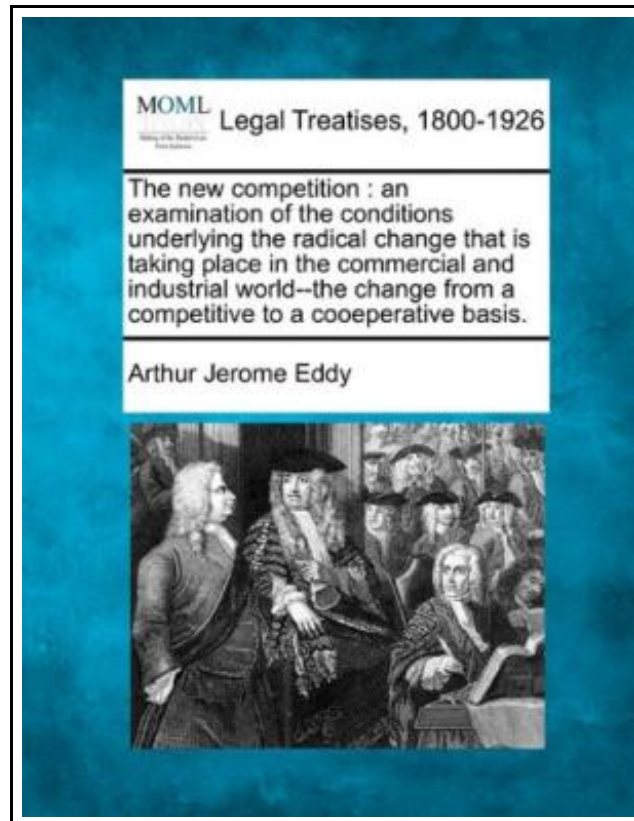 MOML
Legal Treatises, 1800-1926
The new competition : an
examination of the conditions
underlying the radical change that is
taking place in the commercial and
industrial world--the change from a
competitive to a cooeperative basis.
Arthur Jerome Eddy